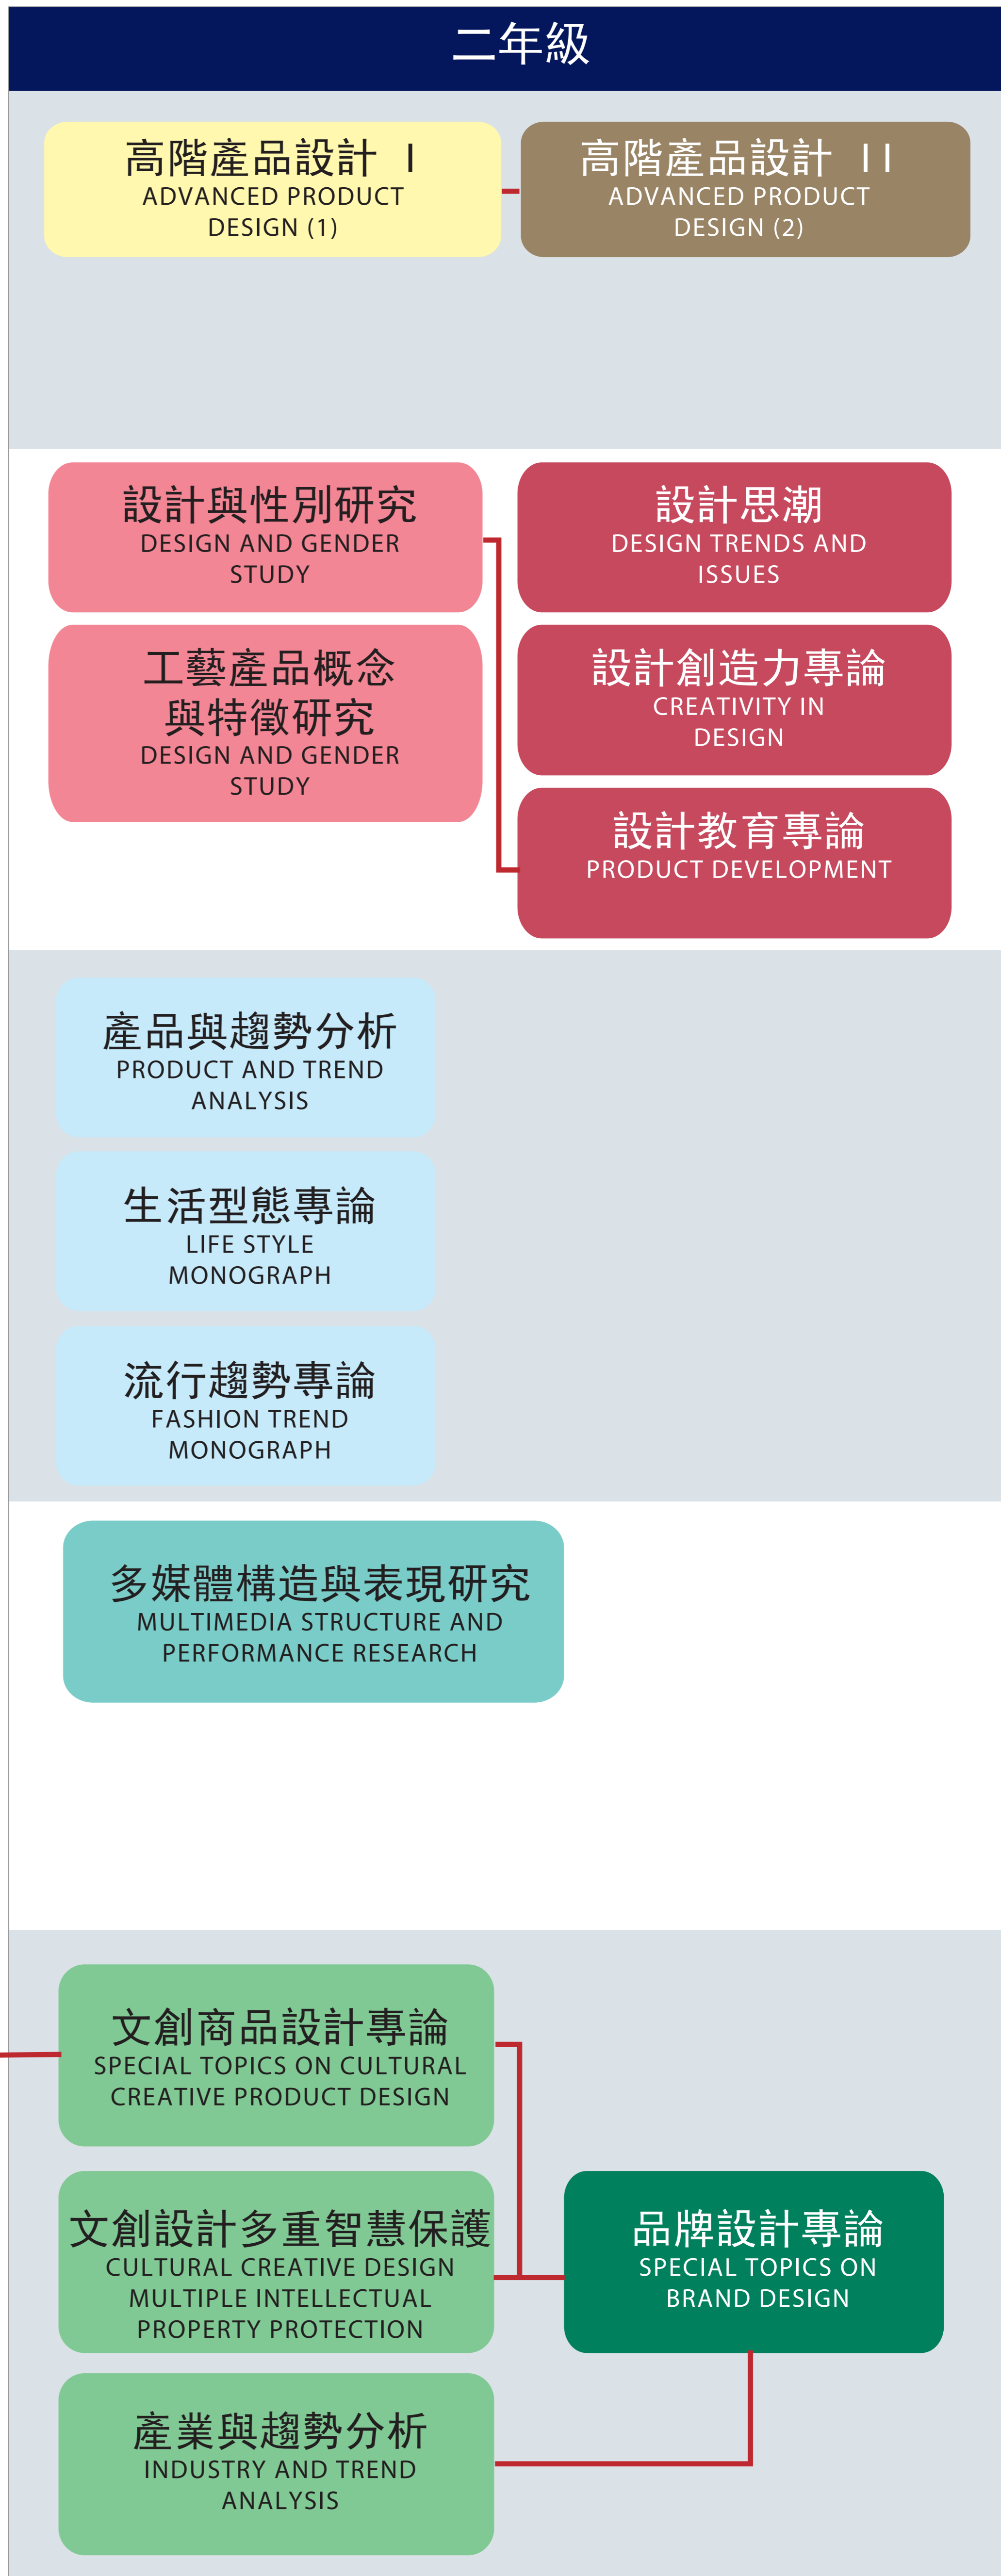 二年級
高階產品設計 I
ADVANCED PRODUCT
DESIGN (1)
高階產品設計 II
ADVANCED PRODUCT
DESIGN (2)
設計與性別研究
DESIGN AND GENDER
STUDY
設計思潮
DESIGN TRENDS AND
ISSUES
工藝產品概念
與特徵研究
DESIGN AND GENDER
STUDY
設計創造力專論
CREATIVITY IN
DESIGN
設計教育專論
PRODUCT DEVELOPMENT
產品與趨勢分析
PRODUCT AND TREND
ANALYSIS
生活型態專論
LIFE STYLE
MONOGRAPH
流行趨勢專論
FASHION TREND
MONOGRAPH
多媒體構造與表現研究
MULTIMEDIA STRUCTURE AND
PERFORMANCE RESEARCH
文創商品設計專論
SPECIAL TOPICS ON CULTURAL
CREATIVE PRODUCT DESIGN
文創設計多重智慧保護
CULTURAL CREATIVE DESIGN
MULTIPLE INTELLECTUAL
PROPERTY PROTECTION
品牌設計專論
SPECIAL TOPICS ON
BRAND DESIGN
產業與趨勢分析
INDUSTRY AND TREND
ANALYSIS